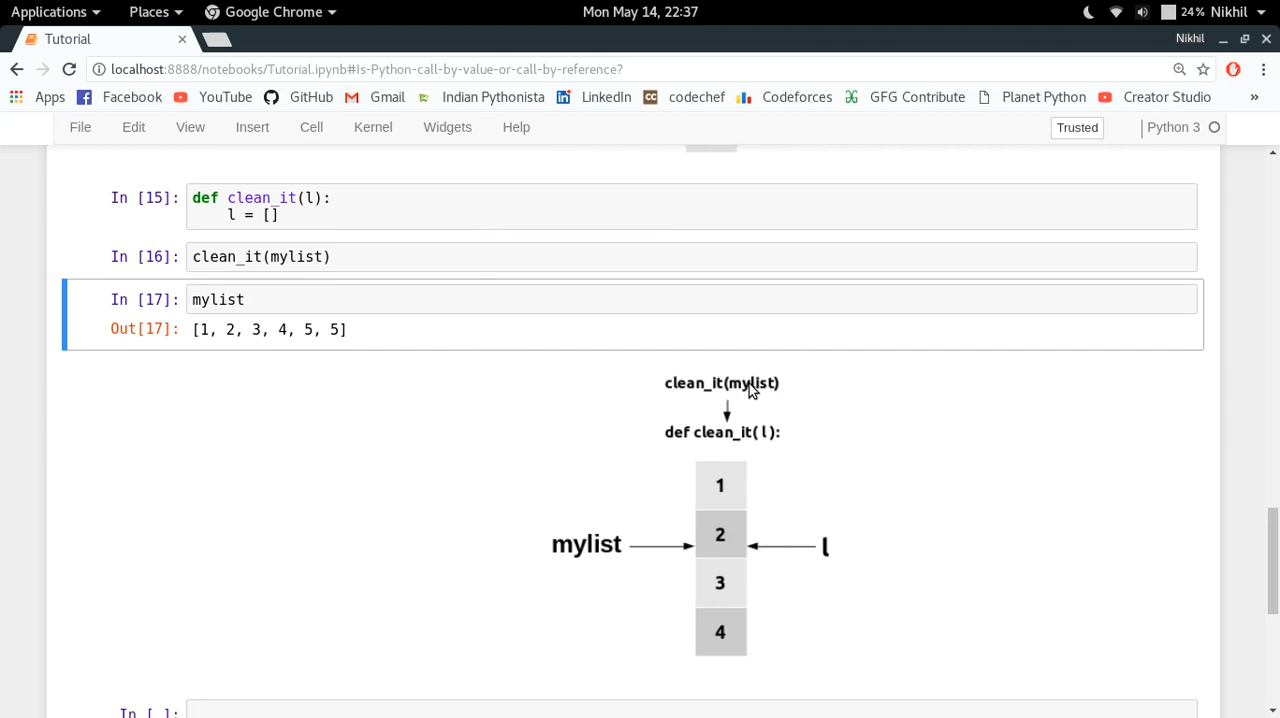 Applications Places Google Chrome Mon May 14, 22:37 24% Nikhil
Tutorial Nikhil
localhost:8888/notebooks/Tutorial.ipynb#Is-Python-call-by-value-or-call-by-reference?
Apps Facebook YouTube GitHub Gmail Indian Pythonista LinkedIn codechef Codeforces GFG Contribute Planet Python Creator Studio »
File Edit View Insert Cell Kernel Widgets Help Trusted Python 3
In [15]: def clean_it(l):
l = []
In [16]: clean_it(mylist)
In [17]: mylist
Out[17]: [1, 2, 3, 4, 5, 5]
clean_it(mylist)
def clean_it( l ):
1
2
mylist l
3
4
In [ ]: